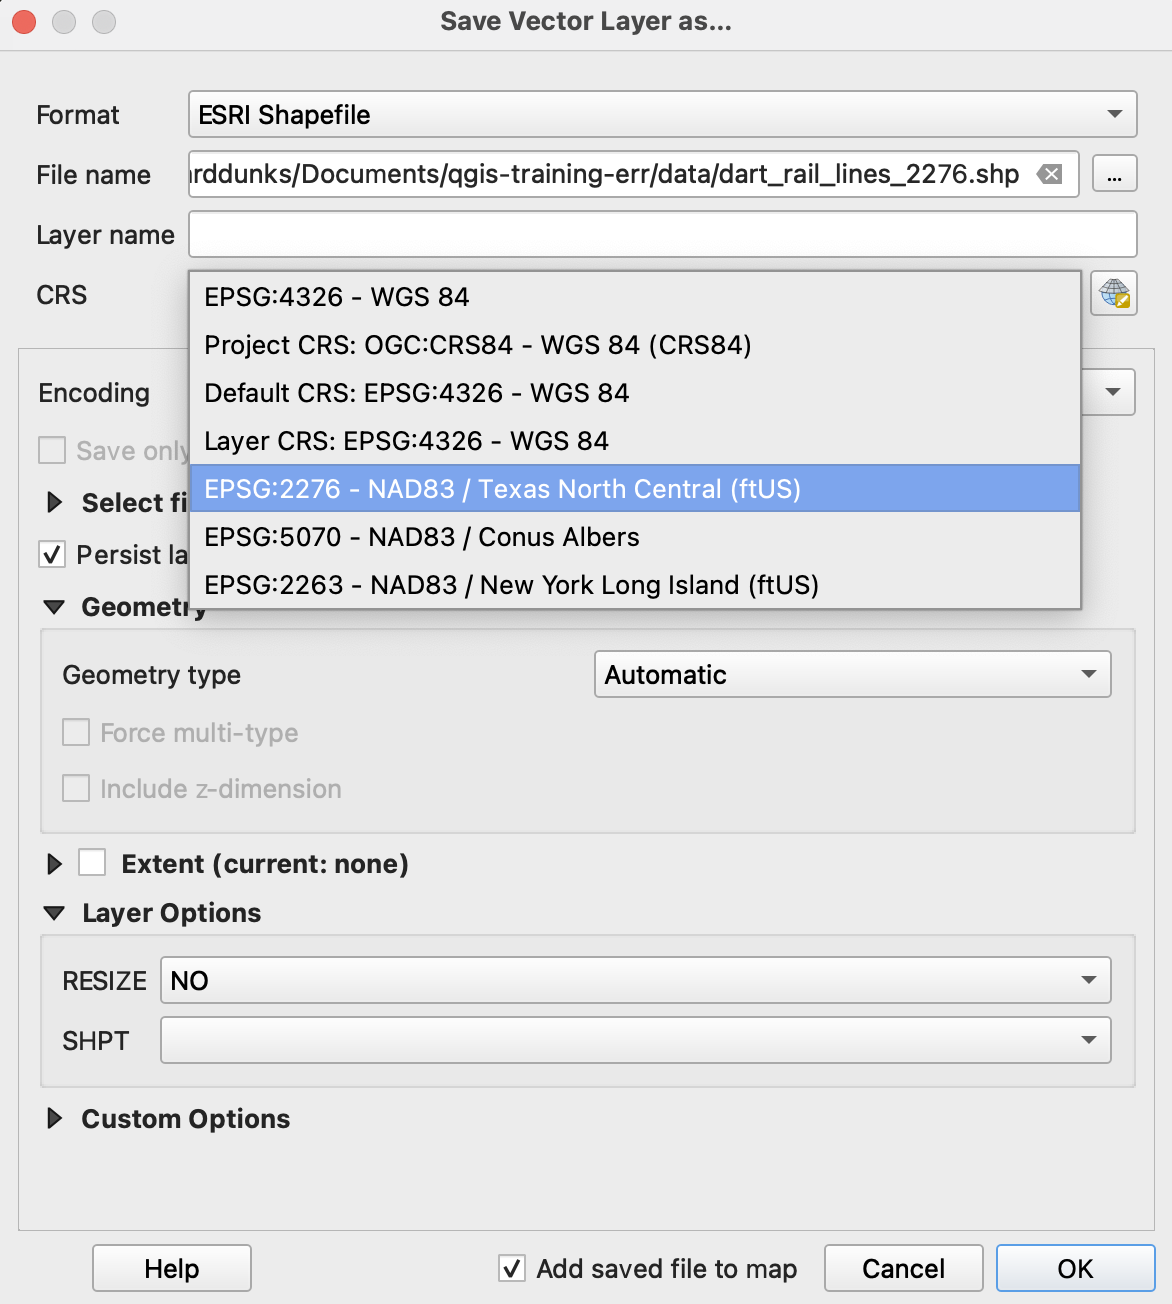 Save Vector Layer as...
Format
ESRI Shapefile
File name
rddunks/Documents/qgis-training-err/data/dart_rail_lines_2276.shp
...
Layer name
CRS
EPSG:4326 - WGS 84
Project CRS: OGC:CRS84 - WGS 84 (CRS84)
Default CRS: EPSG:4326 - WGS 84
Layer CRS: EPSG:4326 - WGS 84
EPSG:2276 - NAD83 / Texas North Central (ftUS)
EPSG:5070 - NAD83 / Conus Albers
EPSG:2263 - NAD83 / New York Long Island (ftUS)
Encoding
Save only
Select fi
Persist la
Geometry
Geometry type
Automatic
Force multi-type
Include z-dimension
Extent (current: none)
Layer Options
RESIZE
NO
SHPT
Custom Options
Help
Add saved file to map
Cancel
OK